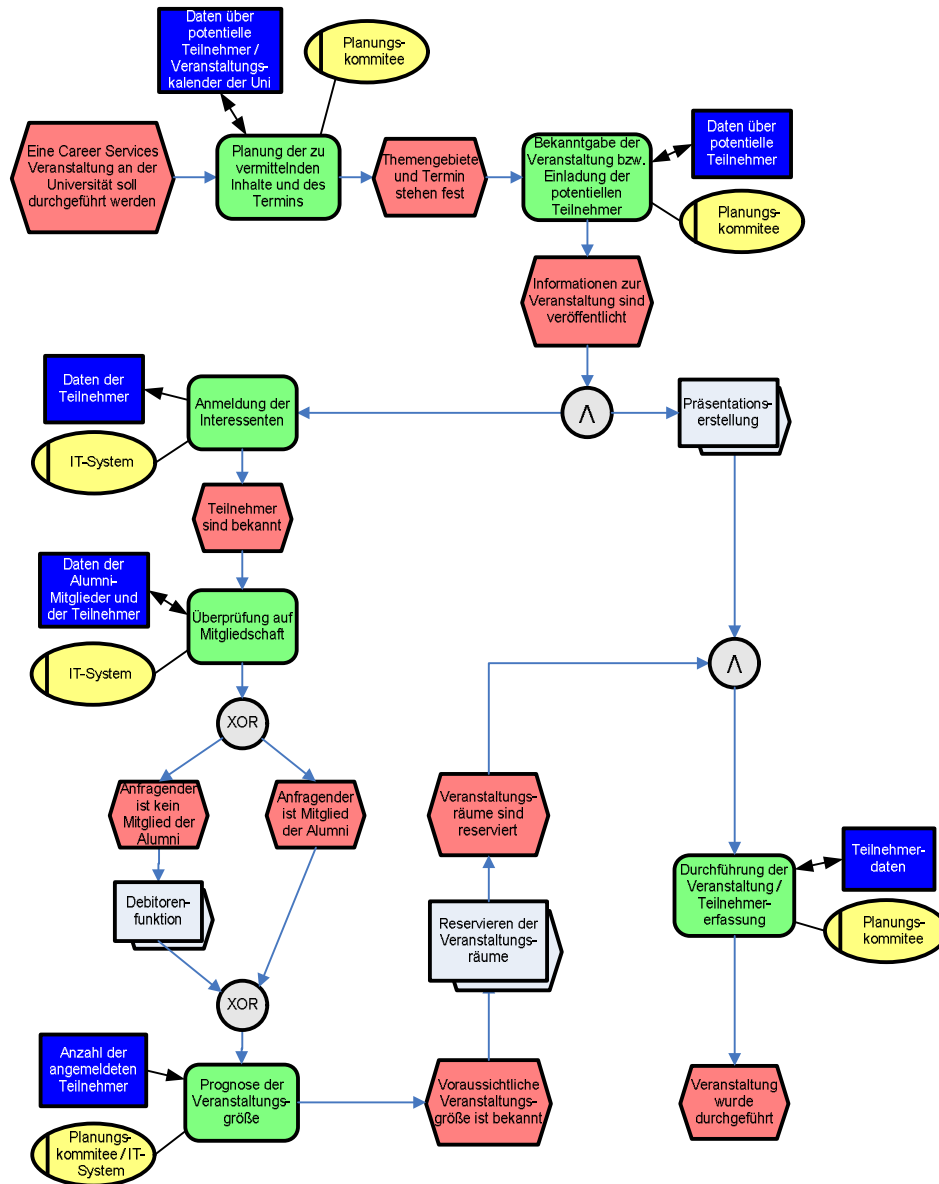 Daten über
potentielle
Teilnehmer /
Veranstaltungs-
kalender der Uni
Planungs-
kommitee
Eine Career Services
Veranstaltung an der
Universität soll
durchgeführt werden
Planung der zu
vermittelnden
Inhalte und des
Termins
Themengebiete
und Termin
stehen fest
Bekanntgabe der
Veranstaltung bzw.
Einladung der
potentiellen
Teilnehmer
Daten über
potentielle
Teilnehmer
Planungs-
kommitee
Informationen zur
Veranstaltung sind
veröffentlicht
Daten der
Teilnehmer
Anmeldung der
Interessenten
IT-System
Λ
Präsentations-
erstellung
Teilnehmer
sind bekannt
Daten der
Alumni-
Mitglieder und
der Teilnehmer
Überprüfung auf
Mitgliedschaft
IT-System
Λ
XOR
Anfragender
ist kein
Mitglied der
Alumni
Anfragender
ist Mitglied
der Alumni
Veranstaltungs-
räume sind
reserviert
Debitoren-
funktion
Reservieren der
Veranstaltungs-
räume
Durchführung der
Veranstaltung /
Teilnehmer-
erfassung
Teilnehmer-
daten
Planungs-
kommitee
XOR
Anzahl der
angemeldeten
Teilnehmer
Prognose der
Veranstaltungs-
größe
Planungs-
kommitee / IT-
System
Voraussichtliche
Veranstaltungs-
größe ist bekannt
Veranstaltung
wurde
durchgeführt